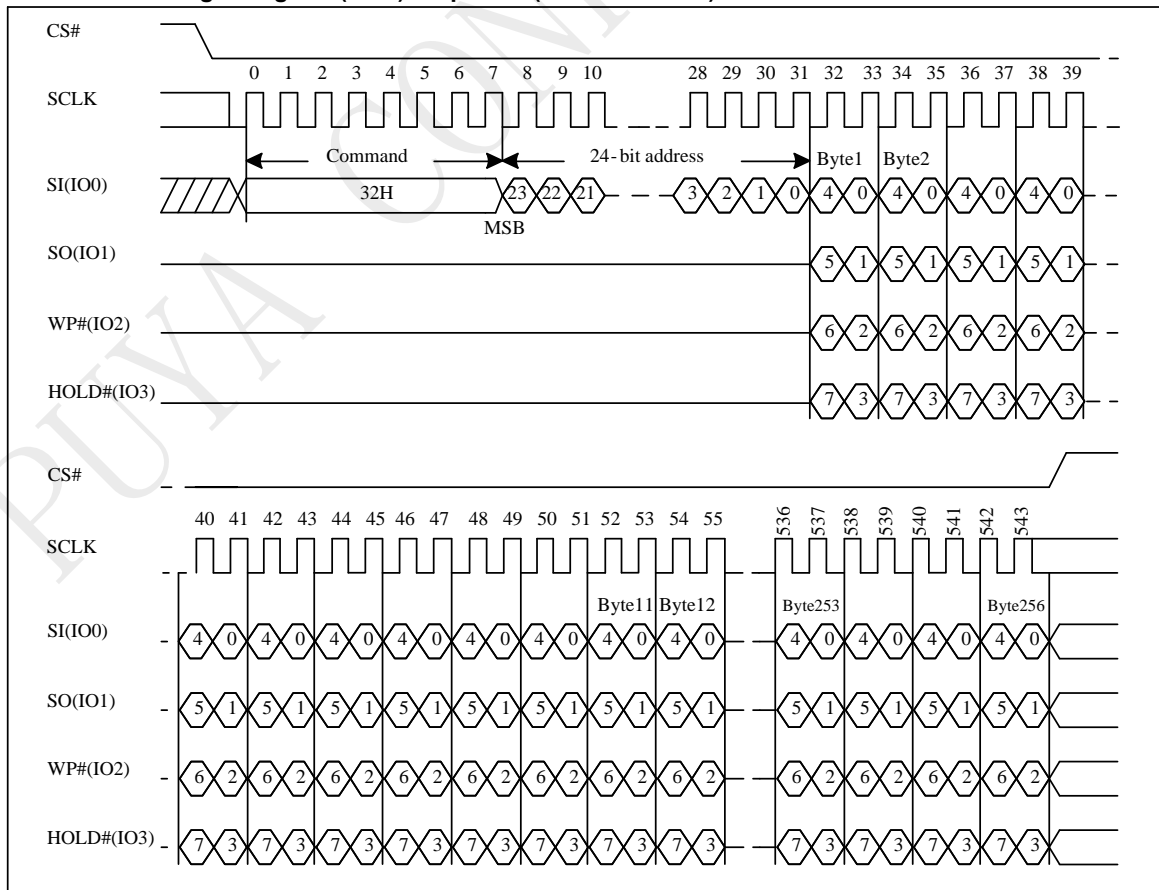 CS#
0 1 2 3 4 5 6 7 8 9 10 28 29 30 31 32 33 34 35 36 37 38 39
SCLK
Command 24-bit address Byte1 Byte2
SI(IO0) 32H 23 22 21 3 2 1 0 4 0 4 0 4 0 4 0
MSB
SO(IO1) 5 1 5 1 5 1 5 1
WP#(IO2) 6 2 6 2 6 2 6 2
HOLD#(IO3) 7 3 7 3 7 3 7 3
CS#
40 41 42 43 44 45 46 47 48 49 50 51 52 53 54 55 536 537 538 539 540 541 542 543
SCLK
Byte11 Byte12 Byte253 Byte256
SI(IO0) 4 0 4 0 4 0 4 0 4 0 4 0 4 0 4 0 4 0 4 0 4 0 4 0
SO(IO1) 5 1 5 1 5 1 5 1 5 1 5 1 5 1 5 1 5 1 5 1 5 1 5 1
WP#(IO2) 6 2 6 2 6 2 6 2 6 2 6 2 6 2 6 2 6 2 6 2 6 2 6 2
HOLD#(IO3) 7 3 7 3 7 3 7 3 7 3 7 3 7 3 7 3 7 3 7 3 7 3 7 3
PUYA